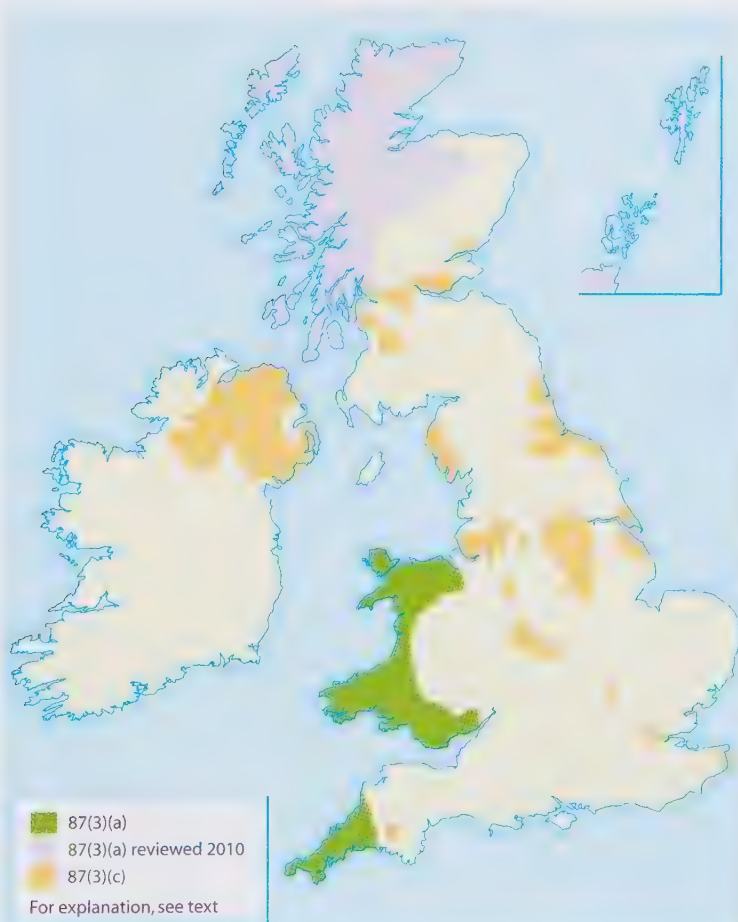 87(3)(a)
87(3)(a) reviewed 2010
87(3)(c)
For explanation, see text